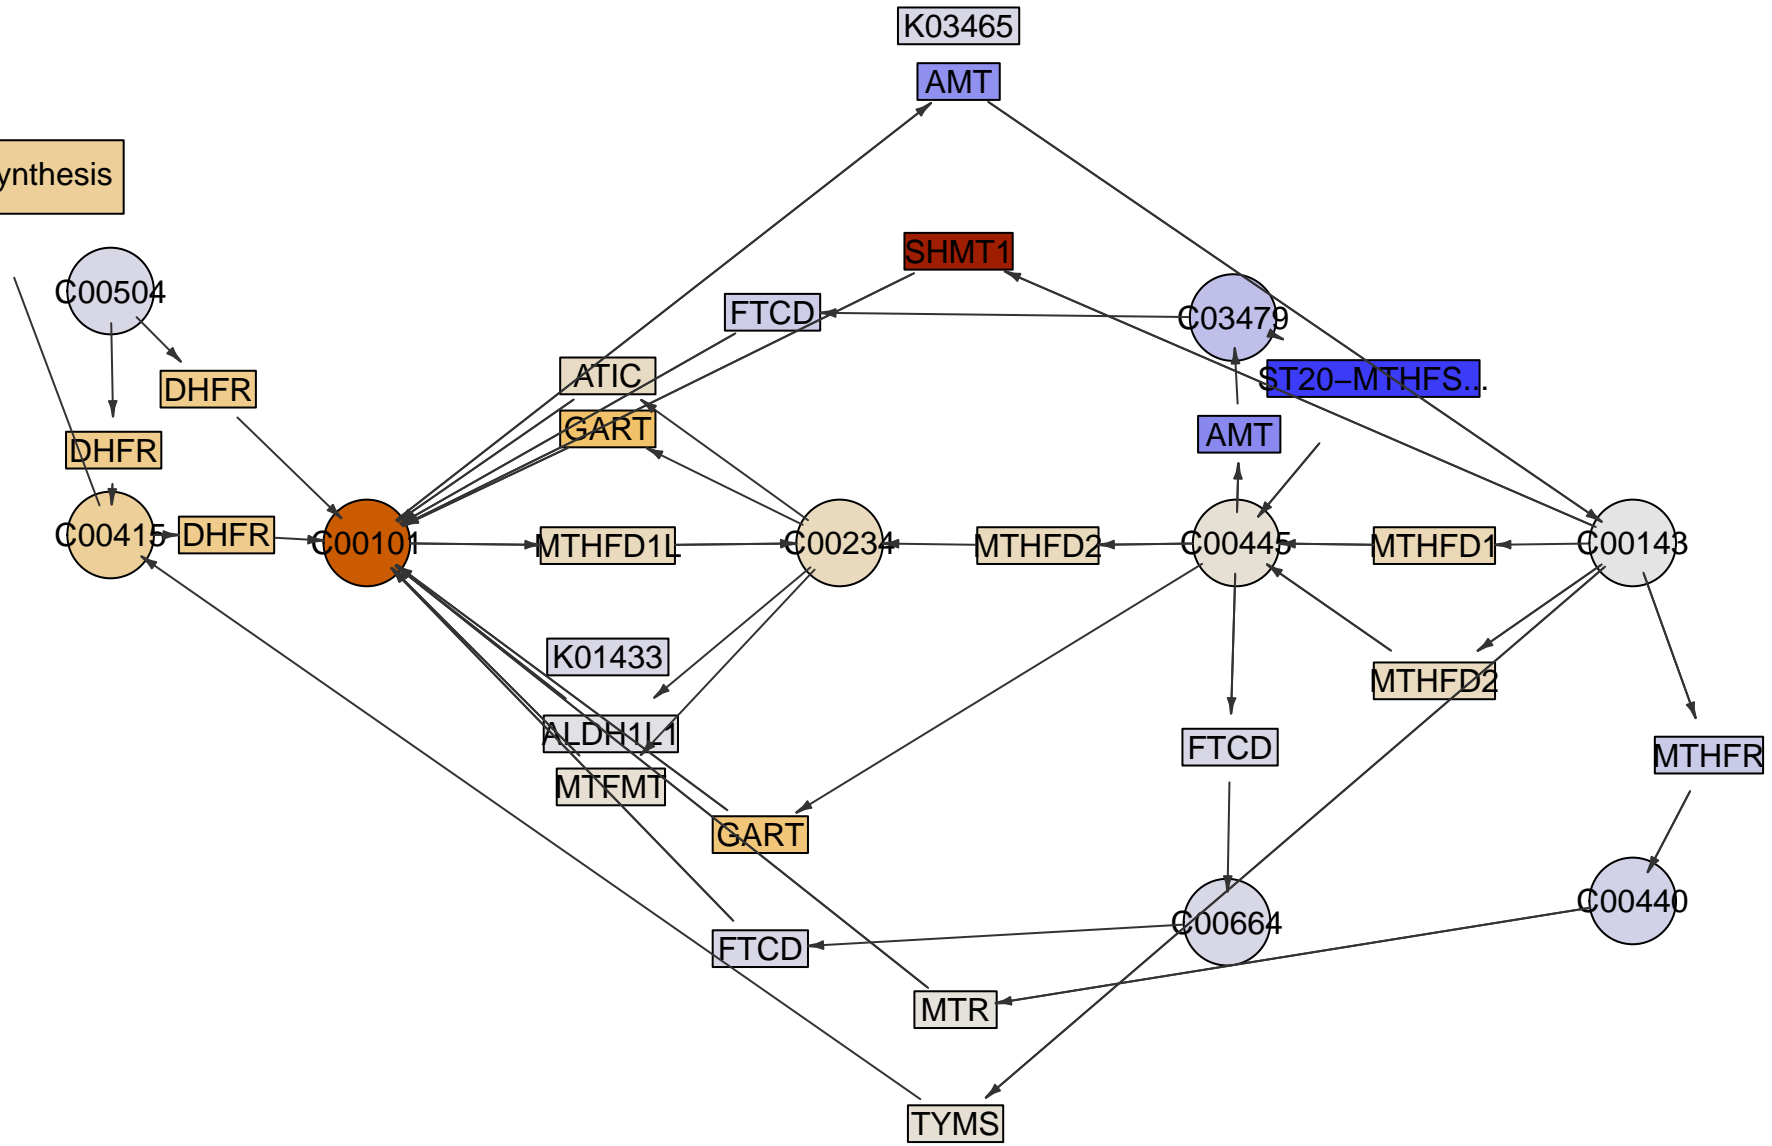 K03465
AMT
ynthesis
SHMT1
C00504
FTCD
C03479
ATIC
ST20−MTHFS...
DHFR
GART
AMT
DHFR
C00415
DHFR
C00101
MTHFD1L
C00234
MTHFD2
C00445
MTHFD1
C00143
K01433
MTHFD2
ALDH1L1
FTCD
MTHFR
MTFMT
GART
C00440
C00664
FTCD
MTR
TYMS